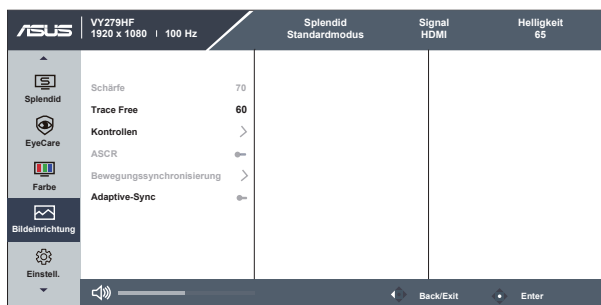 ASUS
VY279HF
1920 x 1080 | 100 Hz
Splendid
Standardmodus
Signal
HDMI
Helligkeit
65
Splendid
EyeCare
Farbe
Bildeinrichtung
Einstell.
Schärfe 70
Trace Free 60
Kontrollen
ASCR
Bewegungssynchronisierung
Adaptive-Sync
Back/Exit
Enter